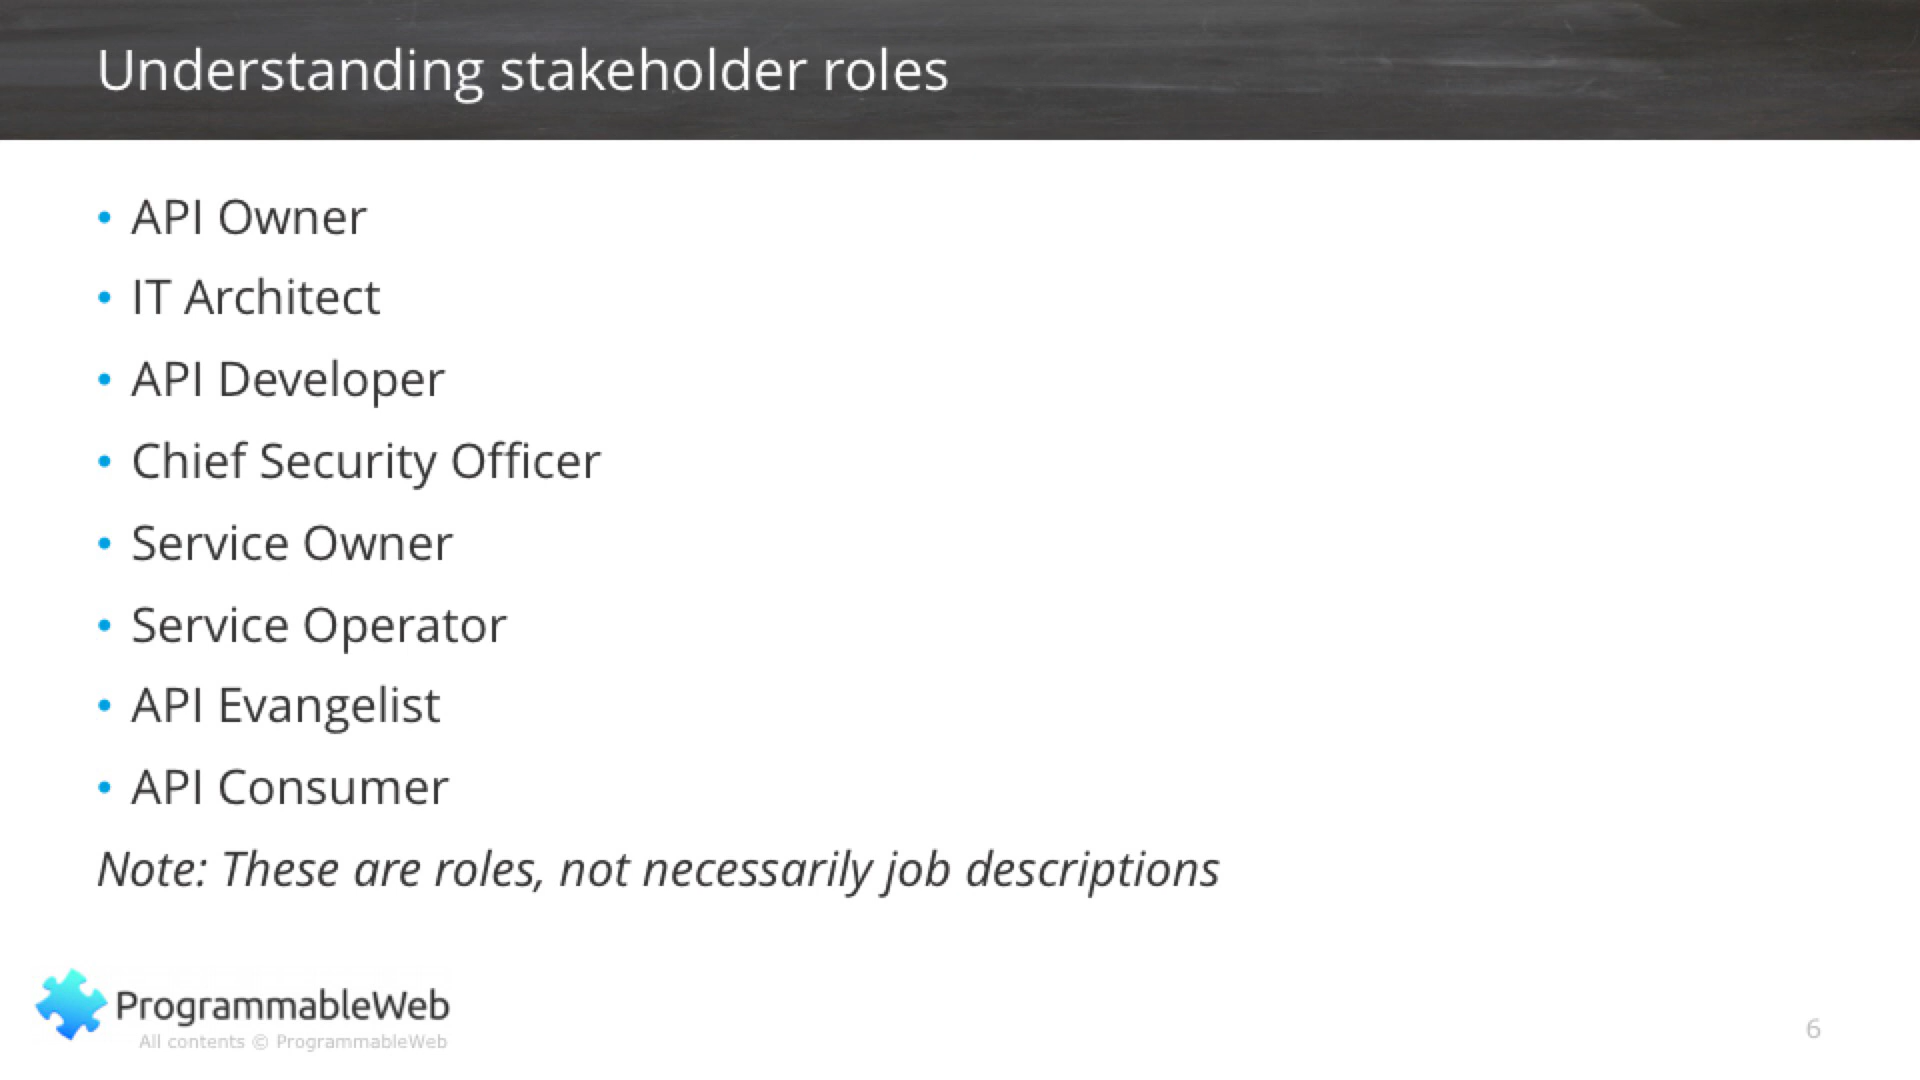 Understanding stakeholder roles
• API Owner
• IT Architect
• API Developer
• Chief Security Officer
• Service Owner
• Service Operator
• API Evangelist
• API Consumer
Note: These are roles, not necessarily job descriptions
ProgrammableWeb
All contents © ProgrammableWeb
6